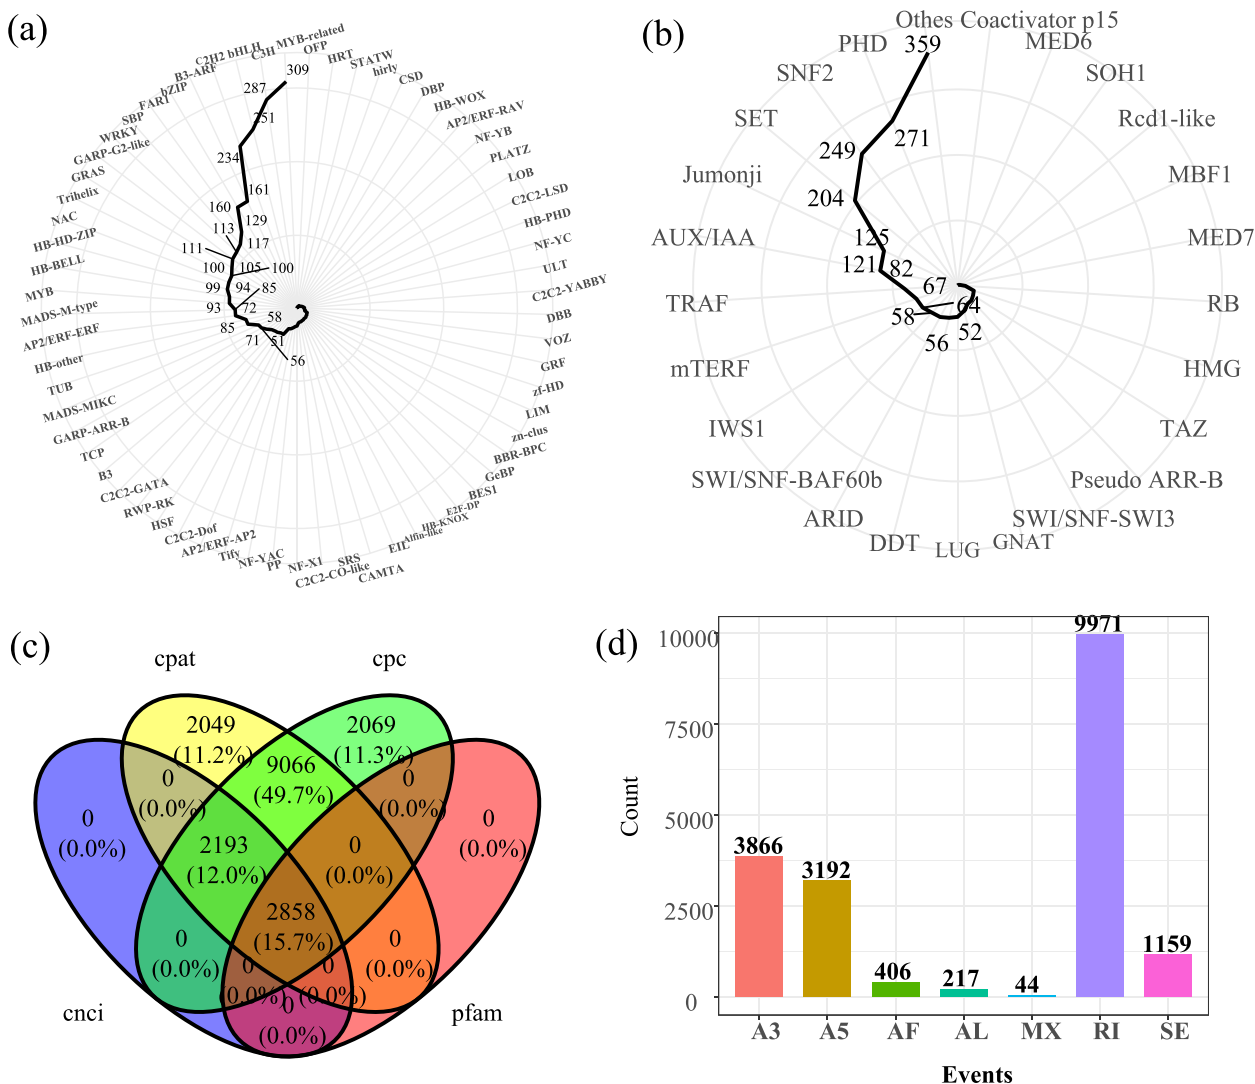 (a)
MYB-related
OFP
HRT
STATW
hirly
CSD
DBP
HB-WOX
AP2/ERF-RAV
NF-YB
PLATZ
LOB
C2C2-LSD
HB-PHD
NF-YC
ULT
C2C2-YABBY
DBB
VOZ
GRF
zf-HD
LIM
zn-clus
BBR-BPC
GeBP
BES1
E2F-DP
HB-KNOX
Alfin-like
EIL
CAMTA
SRS
C2C2-CO-like
NF-X1
PP
NF-YAC
Tify
AP2/ERF-AP2
C2C2-Dof
HSF
RWP-RK
C2C2-GATA
B3
TCP
GARP-ARR-B
MADS-MIKC
TUB
HB-other
AP2/ERF-ERF
MADS-M-type
MYB
HB-BELL
HB-HD-ZIP
NAC
Trihelix
GRAS
GARP-G2-like
WRKY
SBP
FAR1
bZIP
B3-ARF
C2H2
bHLH
C3H
309
287
251
234
161
160
129
113
117
111
100
105
100
99
94
85
93
72
58
85
71
51
56
(b)
Othes Coactivator p15
MED6
SOH1
Rcd1-like
MBF1
MED7
RB
HMG
TAZ
Pseudo ARR-B
SWI/SNF-SWI3
GNAT
LUG
DDT
ARID
SWI/SNF-BAF60b
IWS1
mTERF
TRAF
AUX/IAA
Jumonji
SET
SNF2
PHD
359
271
249
204
125
121
82
67
64
58
52
56
(c)
cpat
cpc
2049
(11.2%)
2069
(11.3%)
9066
(49.7%)
0
(0.0%)
0
(0.0%)
0
(0.0%)
0
(0.0%)
2193
(12.0%)
0
(0.0%)
2858
(15.7%)
0
(0.0%)
0
(0.0%)
0
(0.0%)
0
(0.0%)
0
(0.0%)
cnci
pfam
(d)
Count
10000
7500
5000
2500
0
3866
3192
406
217
44
9971
1159
A3
A5
AF
AL
MX
RI
SE
Events